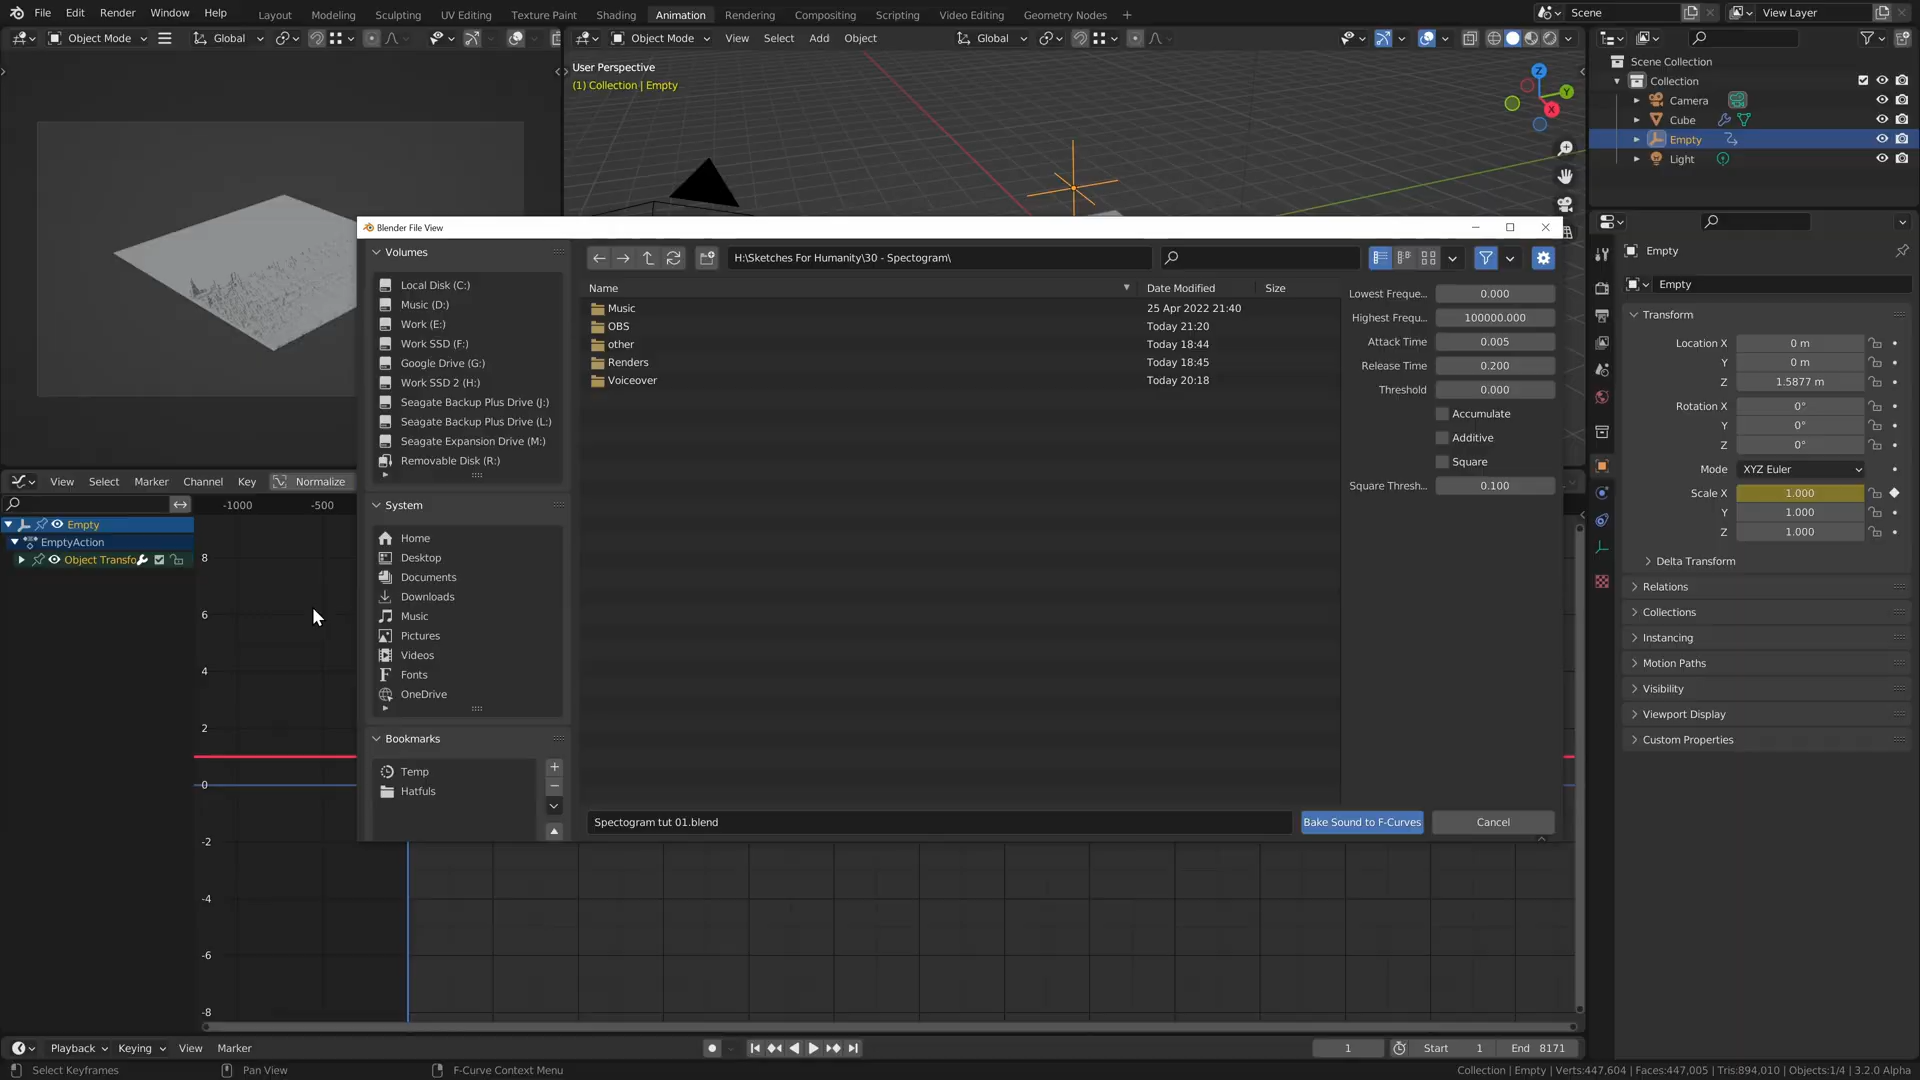 File Edit Render Window Help Layout Modeling Sculpting UV Editing Texture Paint Shading Animation Rendering Compositing Scripting Video Editing Geometry Nodes + Scene View Layer
Object Mode Global Object Mode View Select Add Object Global
User Perspective
(1) Collection | Empty
Z
Y
X
Scene Collection
Collection
Camera
Cube
Empty
Light
Blender File View
Volumes
Local Disk (C:)
Music (D:)
Work (E:)
Work SSD (F:)
Google Drive (G:)
Work SSD 2 (H:)
Seagate Backup Plus Drive (J:)
Seagate Backup Plus Drive (L:)
Seagate Expansion Drive (M:)
Removable Disk (R:)
System
Home
Desktop
Documents
Downloads
Music
Pictures
Videos
Fonts
OneDrive
Bookmarks
Temp
Hatfuls
H:\Sketches For Humanity\30 - Spectogram\
Name Date Modified Size
Music 25 Apr 2022 21:40
OBS Today 21:20
other Today 18:44
Renders Today 18:45
Voiceover Today 20:18
Lowest Freque... 0.000
Highest Frequ... 100000.000
Attack Time 0.005
Release Time 0.200
Threshold 0.000
Accumulate
Additive
Square
Square Thresh... 0.100
Spectogram tut 01.blend
Bake Sound to F-Curves Cancel
Empty
Empty
Transform
Location X 0 m
Y 0 m
Z 1.5877 m
Rotation X 0°
Y 0°
Z 0°
Mode XYZ Euler
Scale X 1.000
Y 1.000
Z 1.000
Delta Transform
Relations
Collections
Instancing
Motion Paths
Visibility
Viewport Display
Custom Properties
View Select Marker Channel Key Normalize
-1000 -500
Empty
EmptyAction
Object Transfo
8
6
4
2
0
-2
-4
-6
-8
Playback Keying View Marker 1 Start 1 End 8171
Select Keyframes Pan View F-Curve Context Menu Collection | Empty | Verts:447,604 | Faces:447,005 | Tris:894,010 | Objects:1/4 | 3.2.0 Alpha